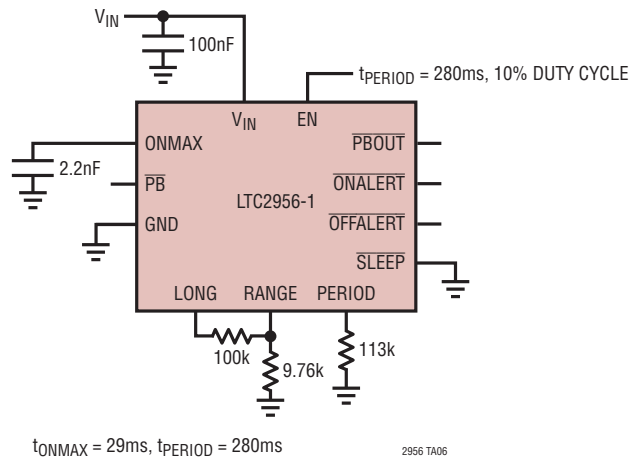 VIN
100nF
tPERIOD = 280ms, 10% DUTY CYCLE
VIN EN
ONMAX
PBOUT
2.2nF
PB
ONALERT
LTC2956-1
GND
OFFALERT
SLEEP
LONG RANGE PERIOD
100k
9.76k
113k
tONMAX = 29ms, tPERIOD = 280ms
2956 TA06